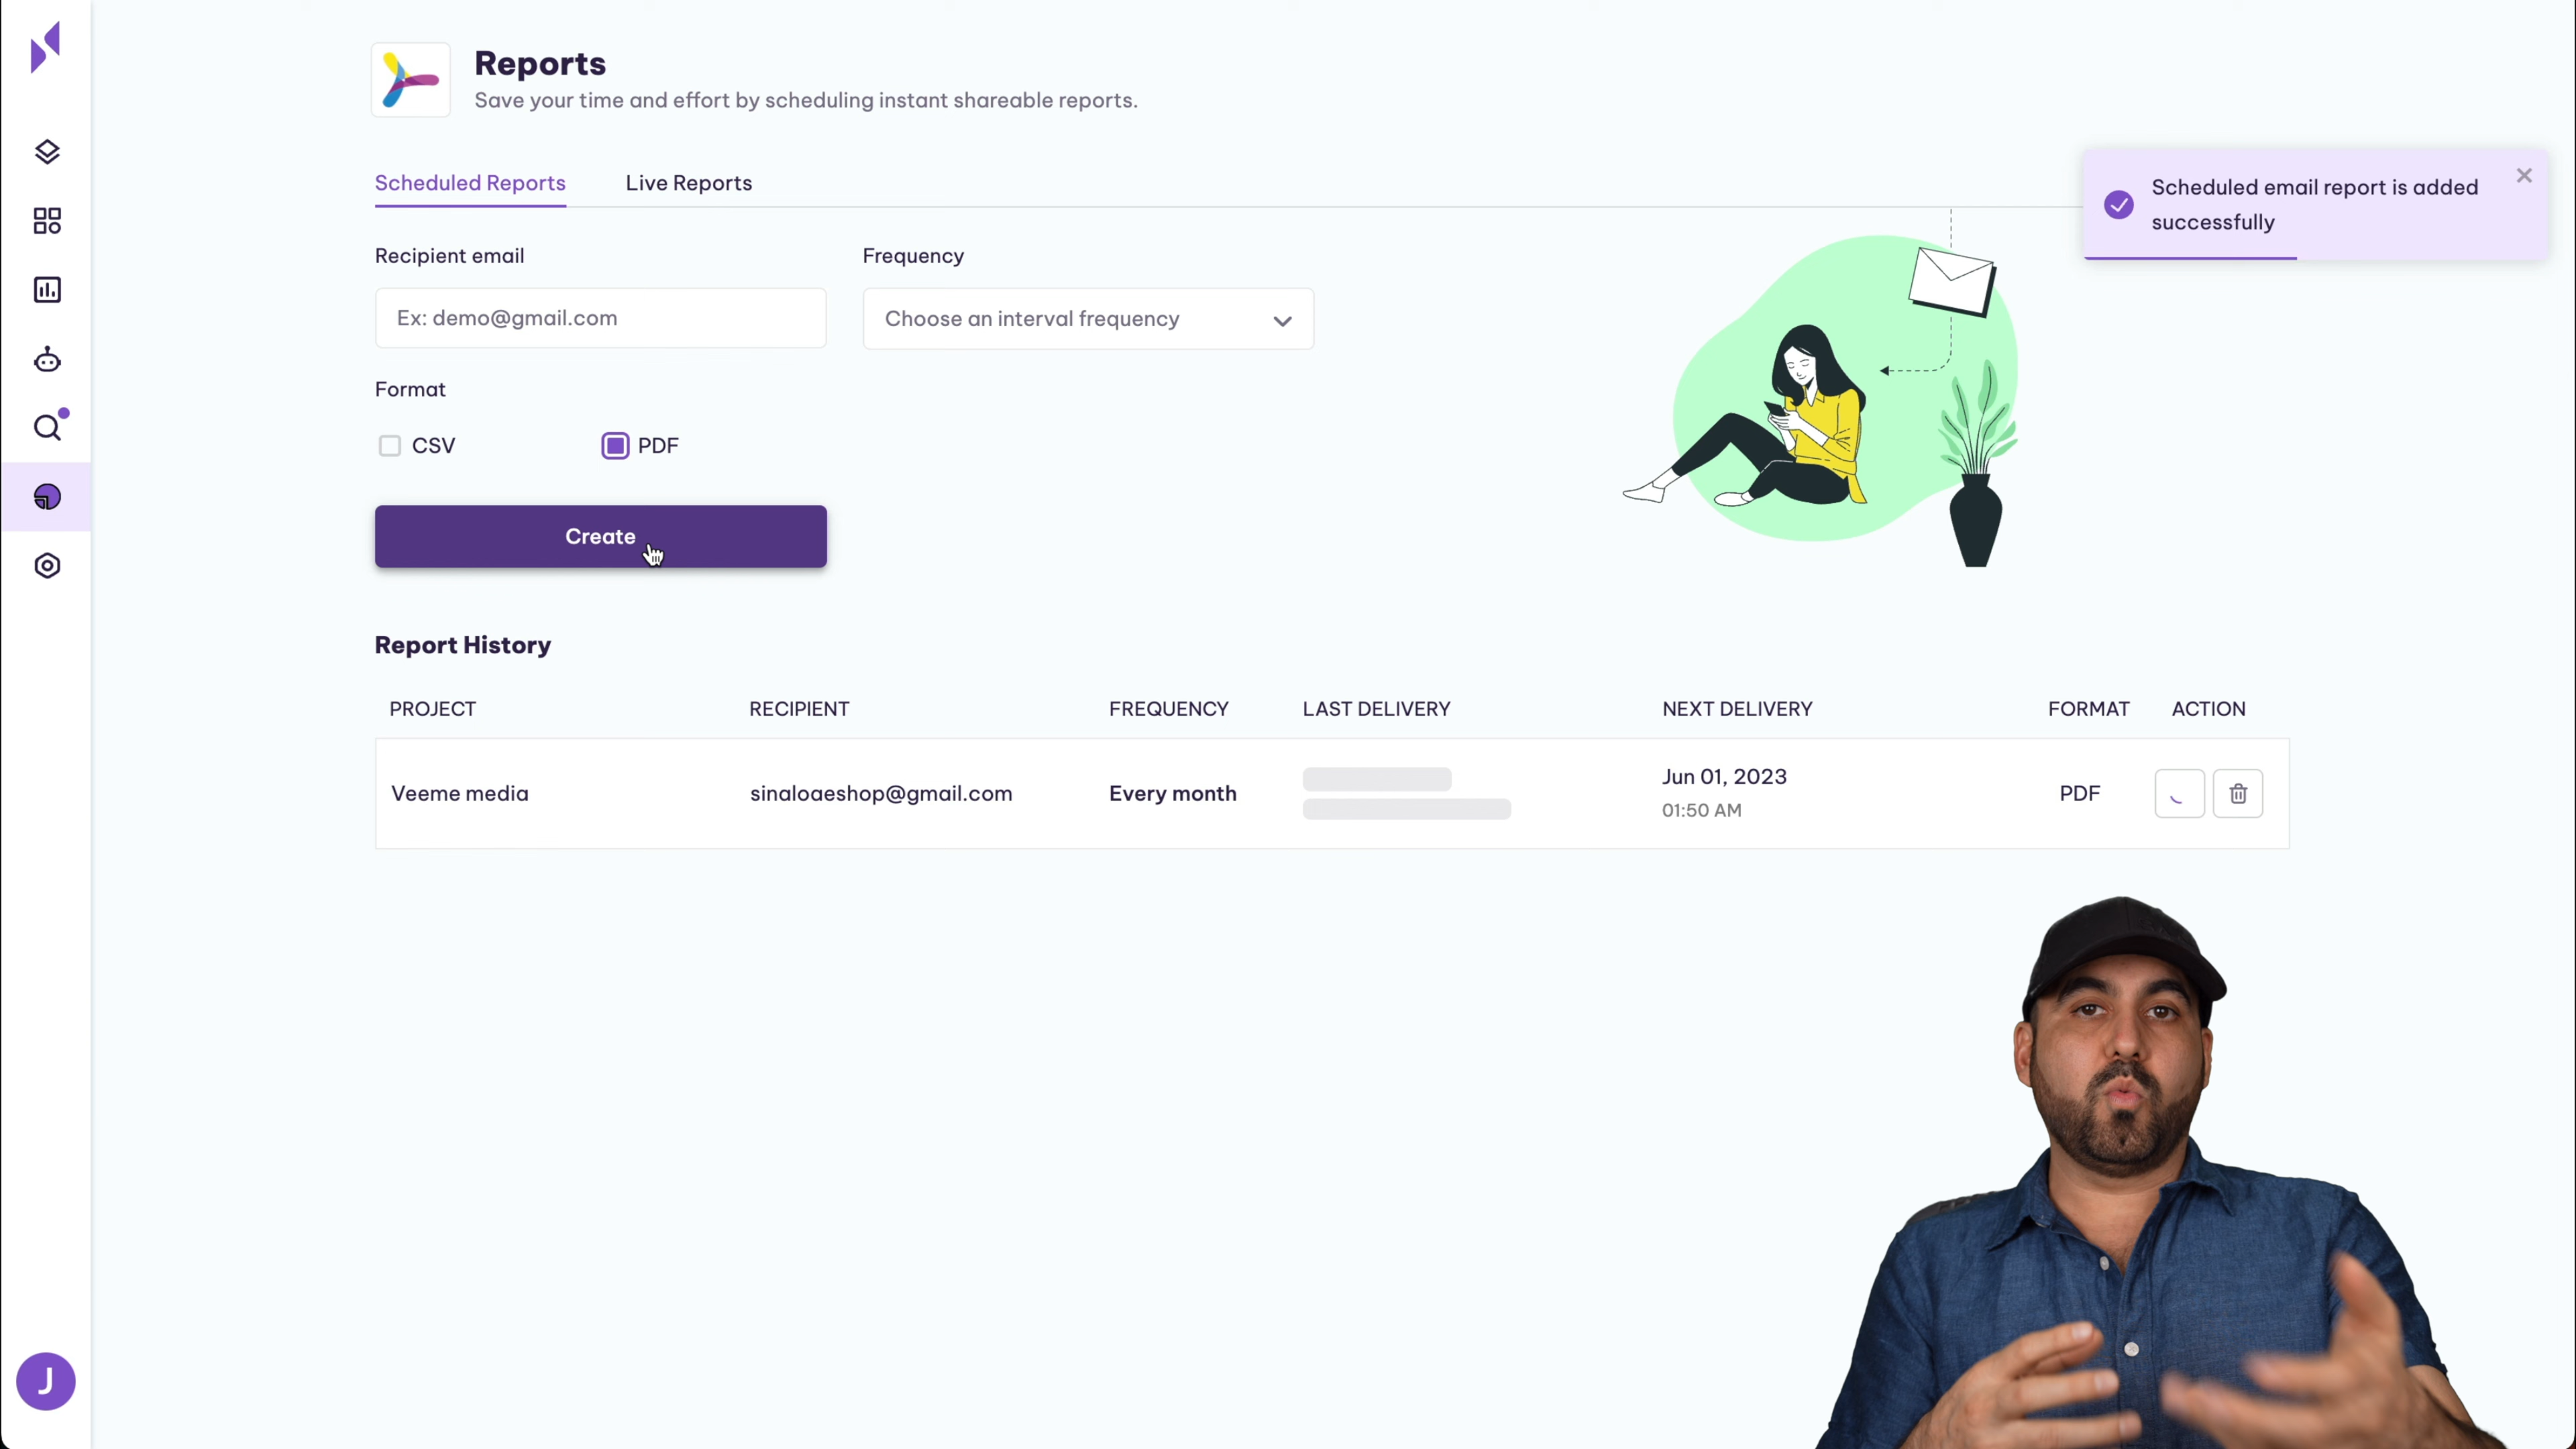 Reports
Save your time and effort by scheduling instant shareable reports.
Scheduled Reports
Live Reports
Scheduled email report is added
successfully
Recipient email
Frequency
Ex: demo@gmail.com
Choose an interval frequency
Format
CSV
PDF
Create
Report History
PROJECT RECIPIENT FREQUENCY LAST DELIVERY NEXT DELIVERY FORMAT ACTION
Veeme media sinaloaeshop@gmail.com Every month Jun 01, 2023 PDF
01:50 AM
J